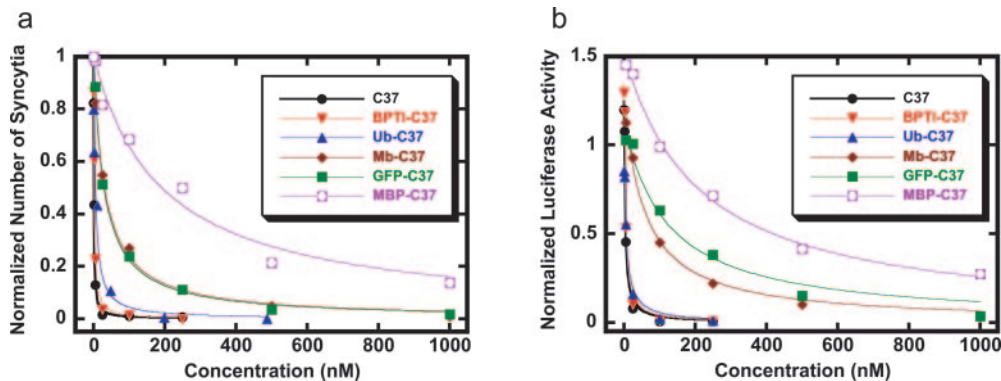 a
Normalized Number of Syncytia
1
0.8
0.6
0.4
0.2
0
0 200 400 600 800 1000
Concentration (nM)
C37
BPTI-C37
Ub-C37
Mb-C37
GFP-C37
MBP-C37
b
Normalized Luciferase Activity
1.5
1
0.5
0
0 200 400 600 800 1000
Concentration (nM)
C37
BPTI-C37
Ub-C37
Mb-C37
GFP-C37
MBP-C37